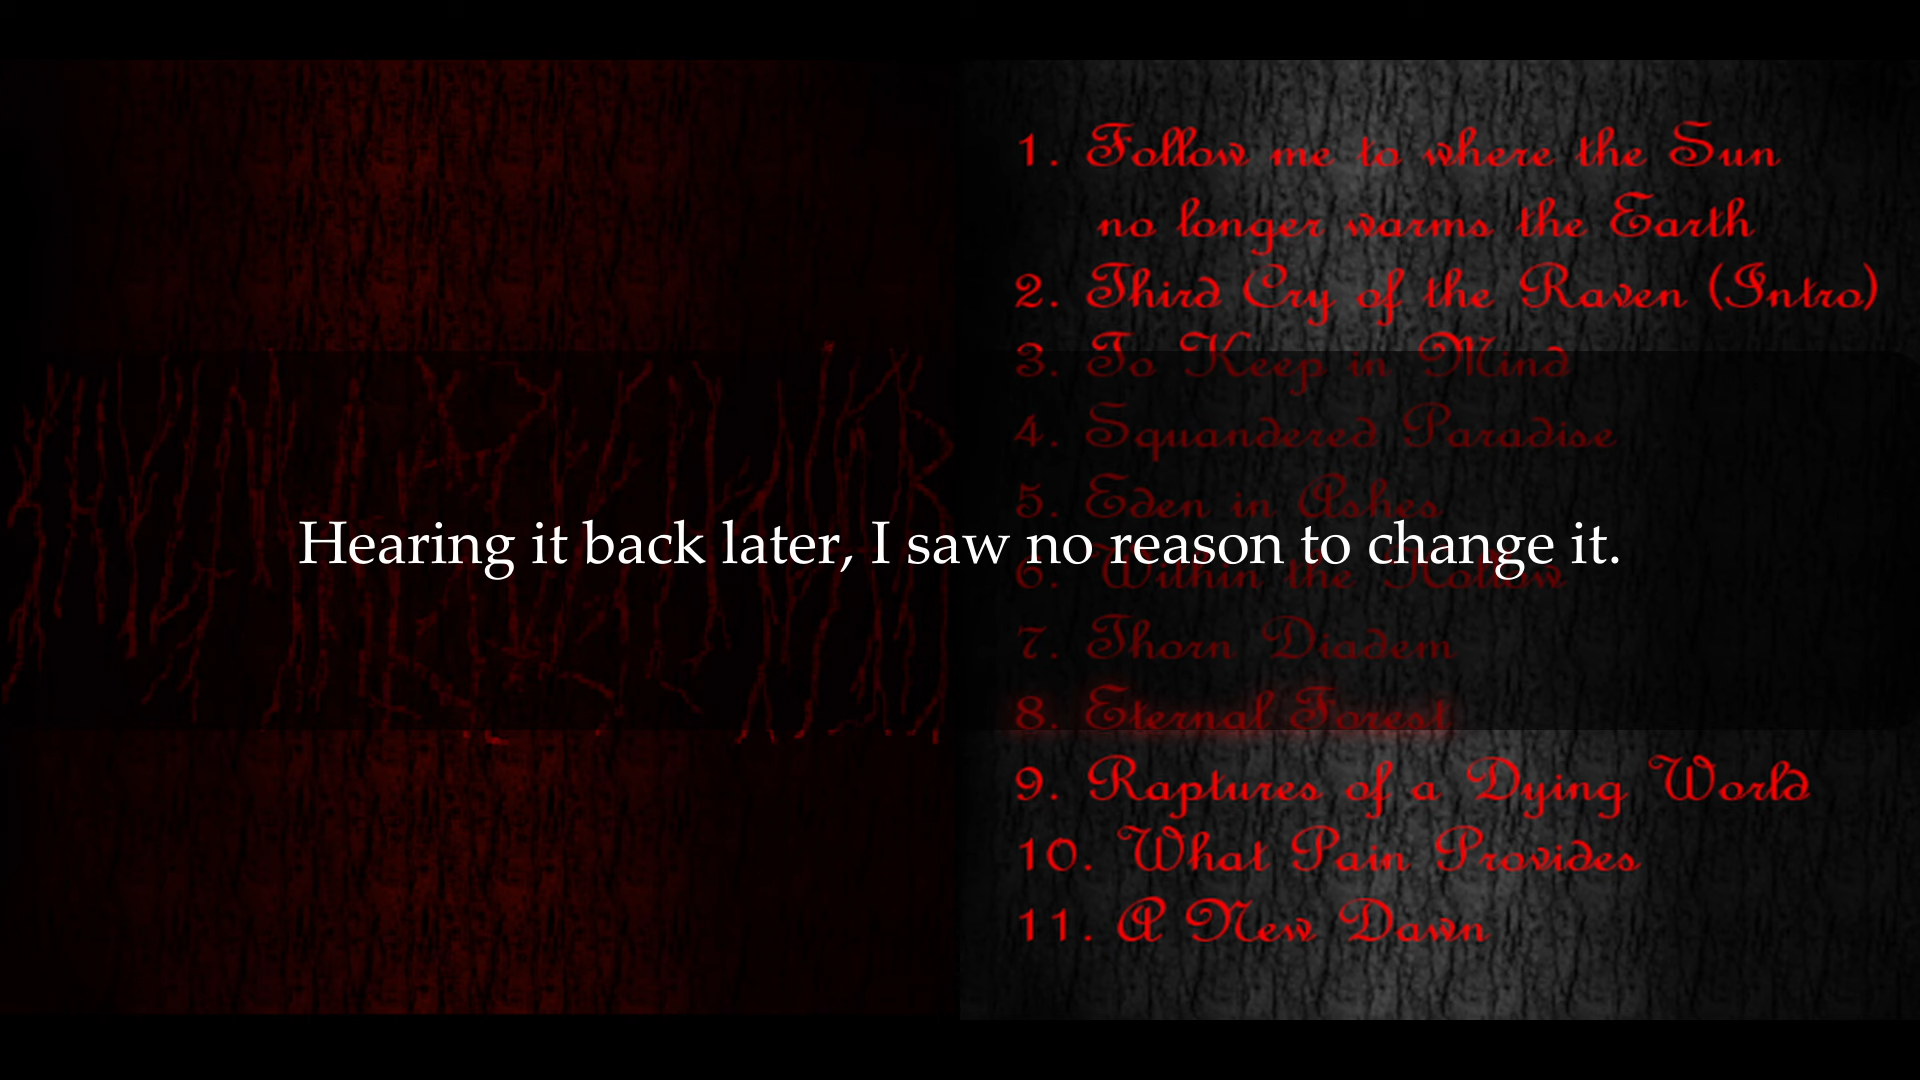 1. Follow me to where the Sun
no longer warms the Earth
2. Third Cry of the Raven (Intro)
3. To Keep in Mind
4. Squandered Paradise
5. Eden in Ashes
Hearing it back later, I saw no reason to change it.
6. Within the Hollow
7. Thorn Diadem
8. Eternal Forest
9. Raptures of a Dying World
10. What Pain Provides
11. A New Dawn